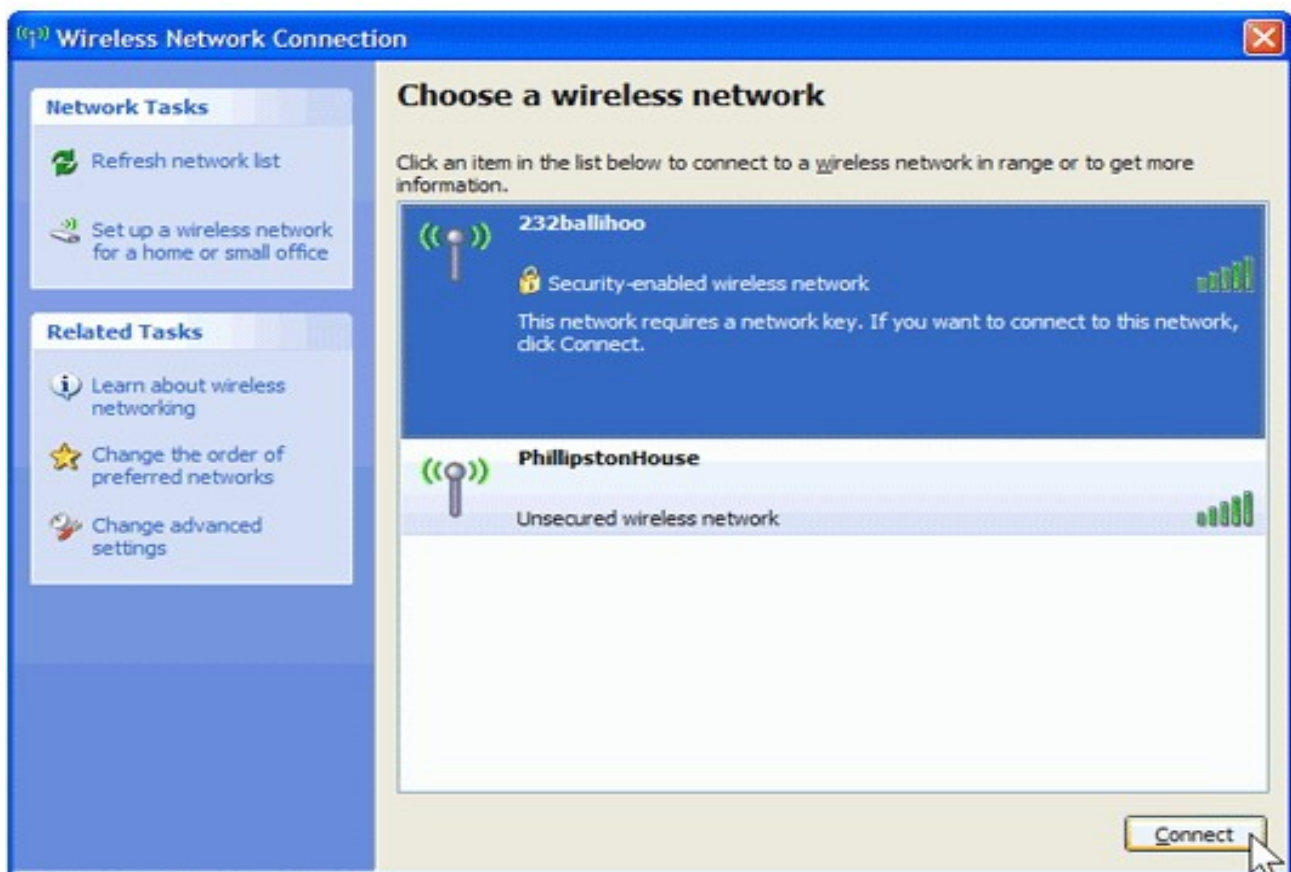 Wireless Network Connection
Network Tasks
Refresh network list
Set up a wireless network
for a home or small office
Related Tasks
Learn about wireless
networking
Change the order of
preferred networks
Change advanced
settings
Choose a wireless network
Click an item in the list below to connect to a wireless network in range or to get more
information.
232ballihoo
Security-enabled wireless network
This network requires a network key. If you want to connect to this network,
click Connect.
PhillipstonHouse
Unsecured wireless network
Connect